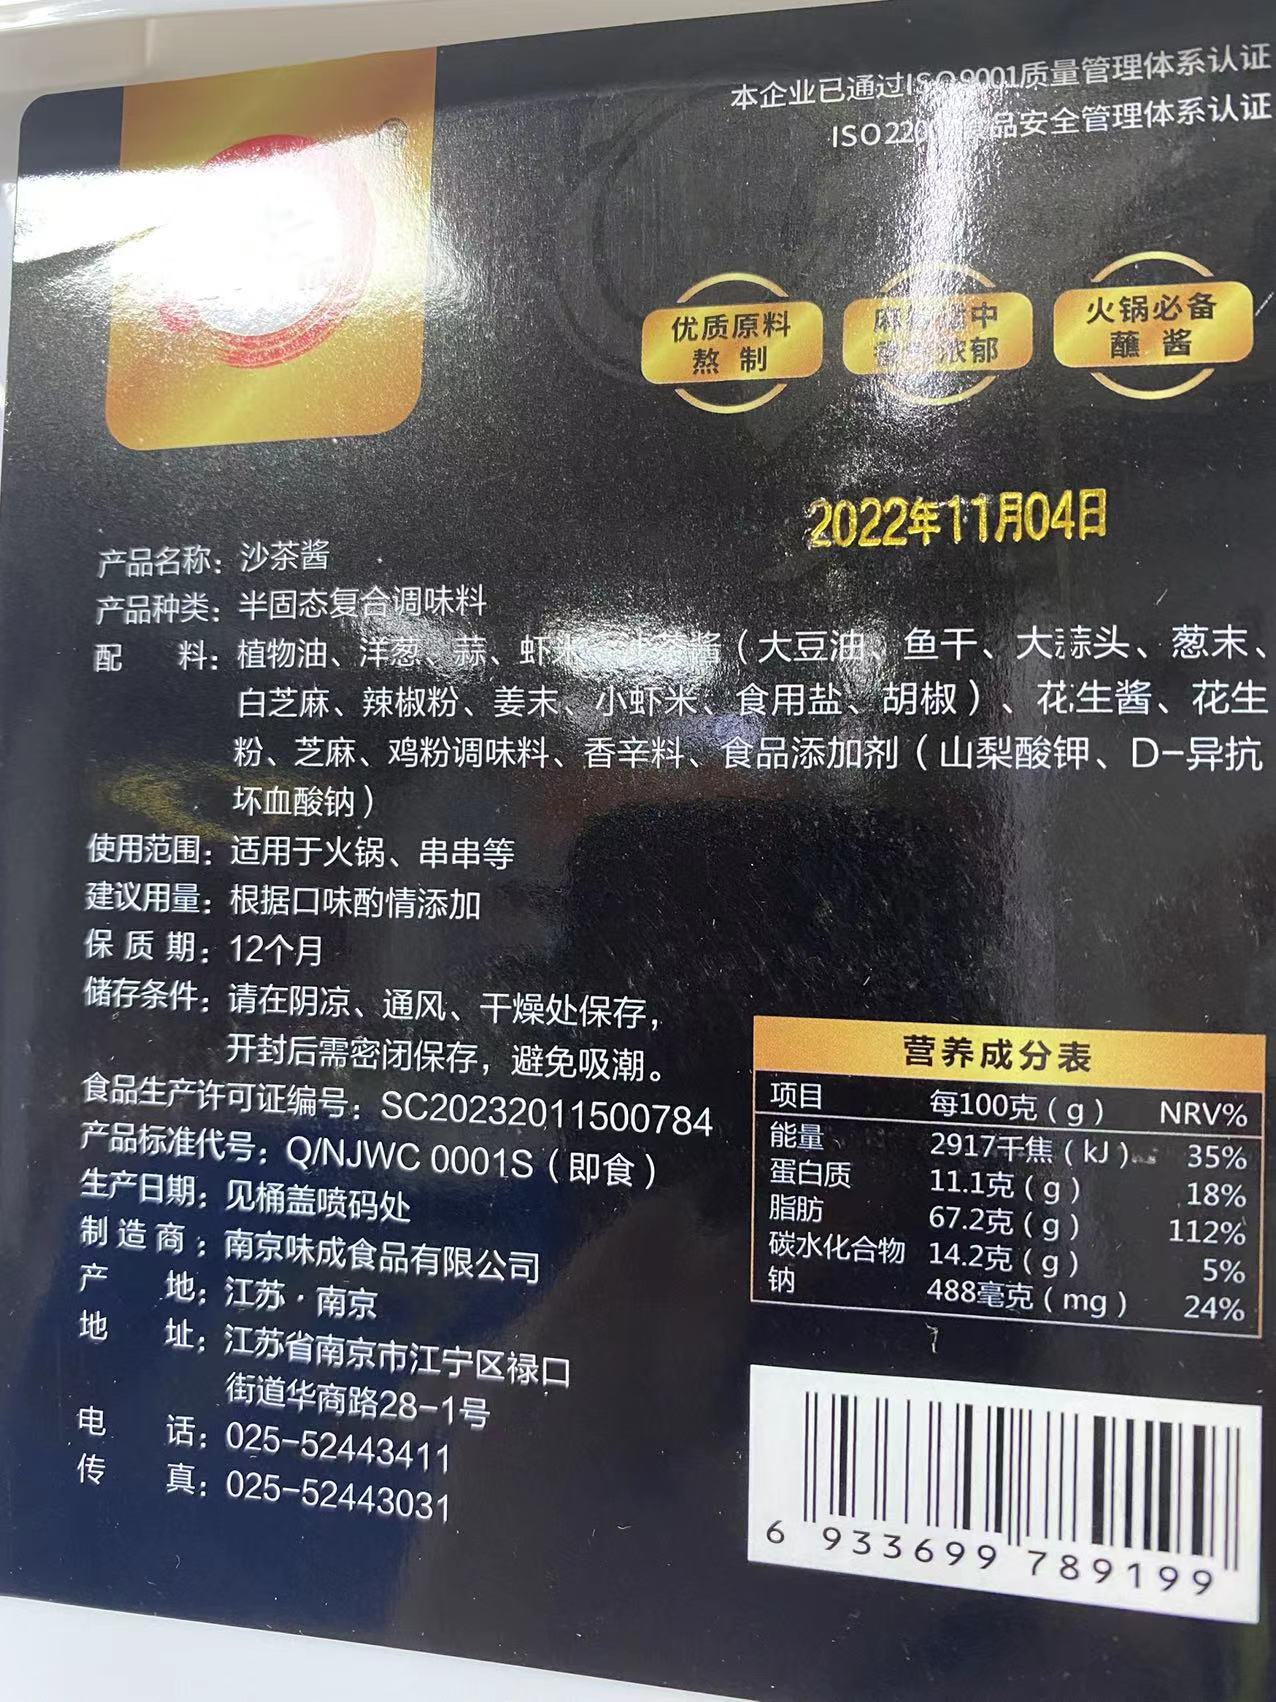 本企业已通过ISO9001质量管理体系认证
ISO220 品安全管理体系认证
优质原料
熬制
中
浓郁
火锅必备
蘸酱
2022年11月04日
产品名称：沙茶酱
产品种类：半固态复合调味料
配 料：植物油、洋葱、蒜、虾米、沙茶酱（大豆油、鱼干、大蒜头、葱末、
白芝麻、辣椒粉、姜末、小虾米、食用盐、胡椒）、花生酱、花生
粉、芝麻、鸡粉调味料、香辛料、食品添加剂（山梨酸钾、D-异抗
坏血酸钠）
使用范围：适用于火锅、串串等
建议用量：根据口味酌情添加
保质期：12个月
储存条件：请在阴凉、通风、干燥处保存，
开封后需密闭保存，避免吸潮。
食品生产许可证编号：SC20232011500784
产品标准代号：Q/NJWC 0001S（即食）
生产日期：见桶盖喷码处
制造商：南京味成食品有限公司
产 地：江苏·南京
地 址：江苏省南京市江宁区禄口
街道华商路28-1号
电 话：025-52443411
传 真：025-52443031
营养成分表
项目 每100克（g） NRV%
能量 2917千焦（kJ） 35%
蛋白质 11.1克（g） 18%
脂肪 67.2克（g） 112%
碳水化合物 14.2克（g） 5%
钠 488毫克（mg） 24%
6 933699 789199